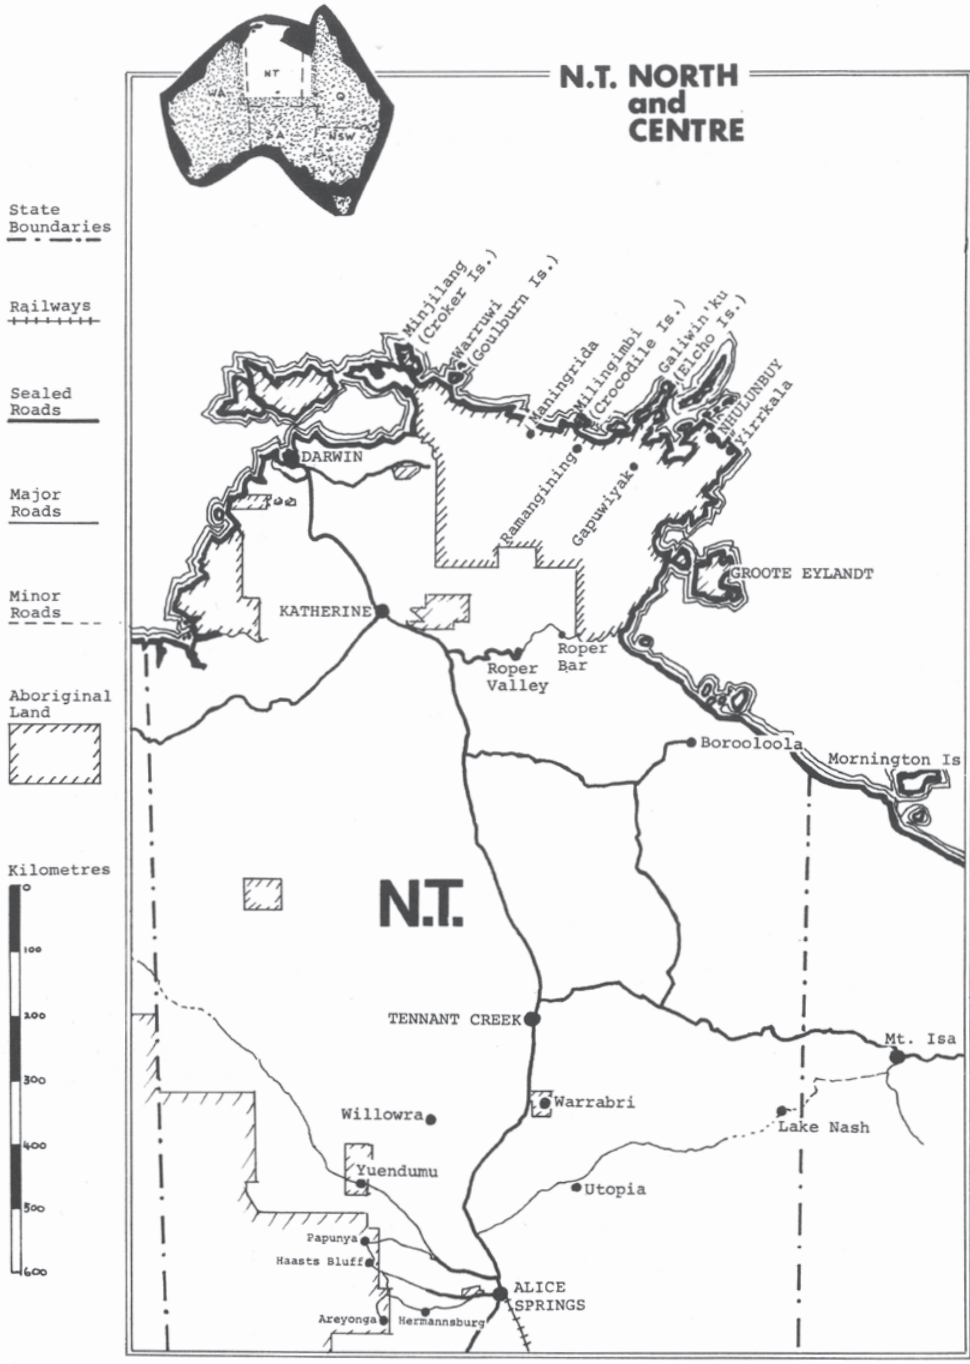 N.T. NORTH
and
CENTRE
NT
WA
Q
SA
NSW
V
State
Boundaries
Railways
Sealed
Roads
Major
Roads
Minor
Roads
Aboriginal
Land
Kilometres
0
100
200
300
400
500
600
Minjilang
(Croker Is.)
Warruwi
(Goulburn Is.)
Maningrida
Milingimbi
(Crocodile Is.)
Galiwin'ku
(Elcho Is.)
NHULUNBUY
Yirrkala
DARWIN
Ramangining
Gapuwiyak
GROOTE EYLANDT
KATHERINE
Roper
Bar
Roper
Valley
Borooloola
Mornington Is
N.T.
TENNANT CREEK
Mt. Isa
Warrabri
Willowra
Lake Nash
Yuendumu
Utopia
Papunya
Haasts Bluff
ALICE
SPRINGS
Areyonga
Hermannsburg